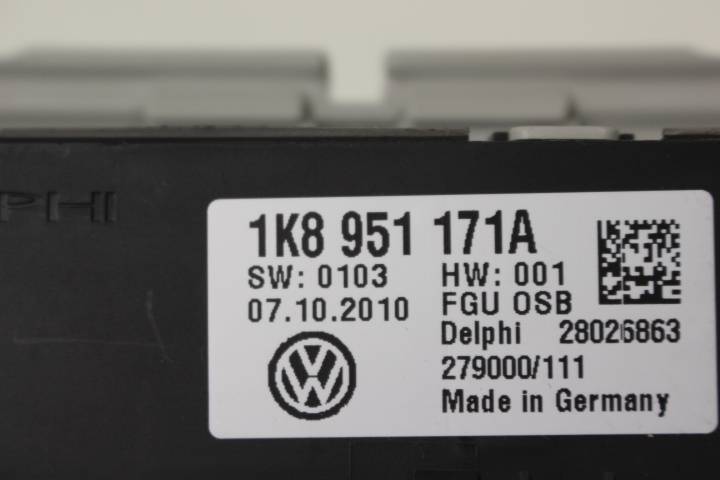 PHI
1K8 951 171A
SW: 0103 HW: 001
07.10.2010 FGU OSB
Delphi 28026863
279000/111
Made in Germany